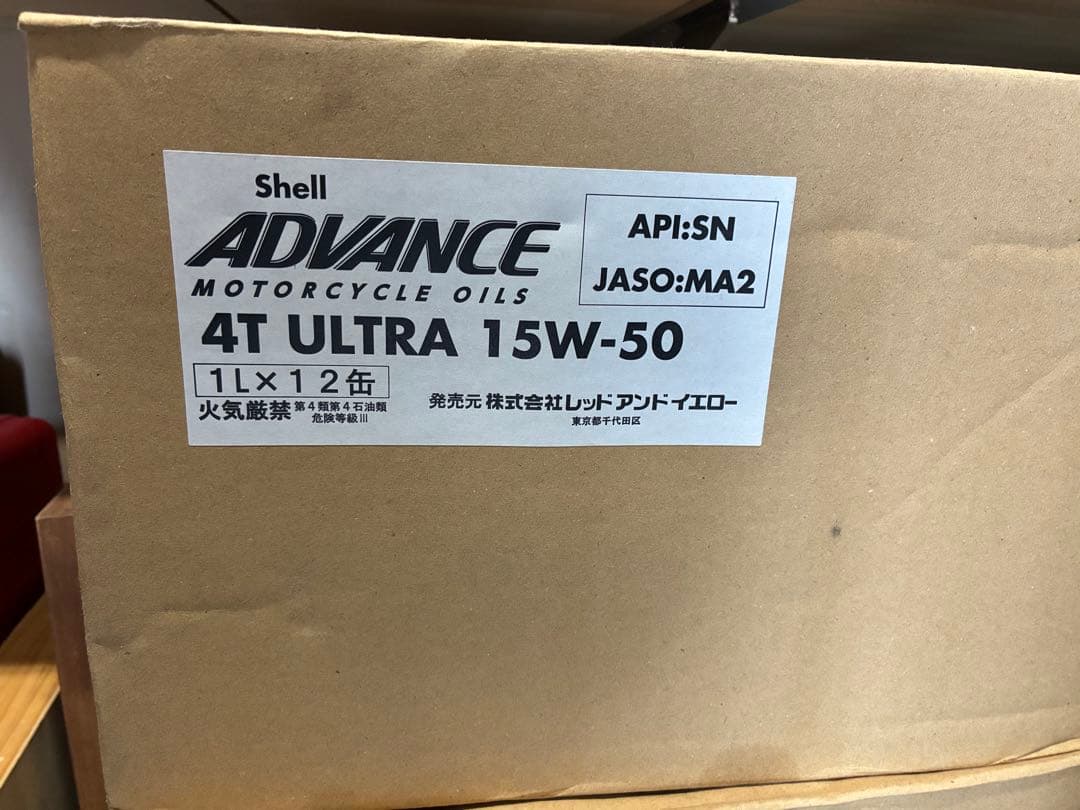 Shell
ADVANCE
MOTORCYCLE OILS
API:SN
JASO:MA2
4T ULTRA 15W-50
1L×12缶
火気厳禁 第4類第4石油類
危険等級III
発売元 株式会社レッドアンドイエロー
東京都千代田区